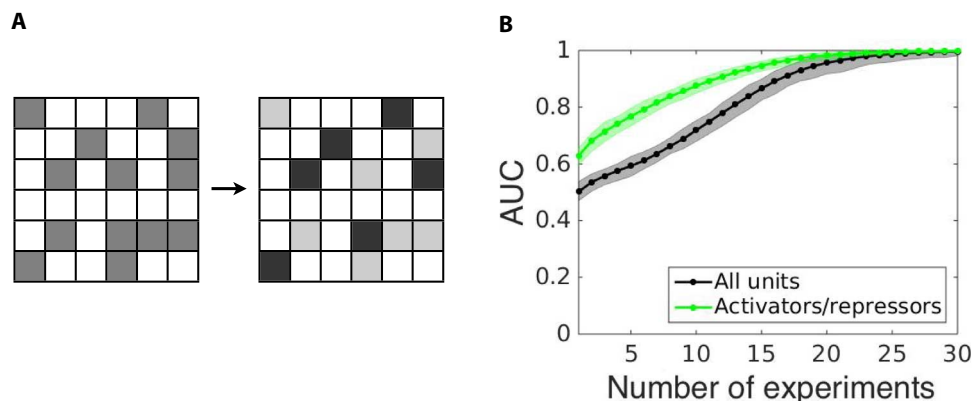 A
B
1
0.8
0.6
0.4
0.2
0
AUC
All units
Activators/repressors
5 10 15 20 25 30
Number of experiments